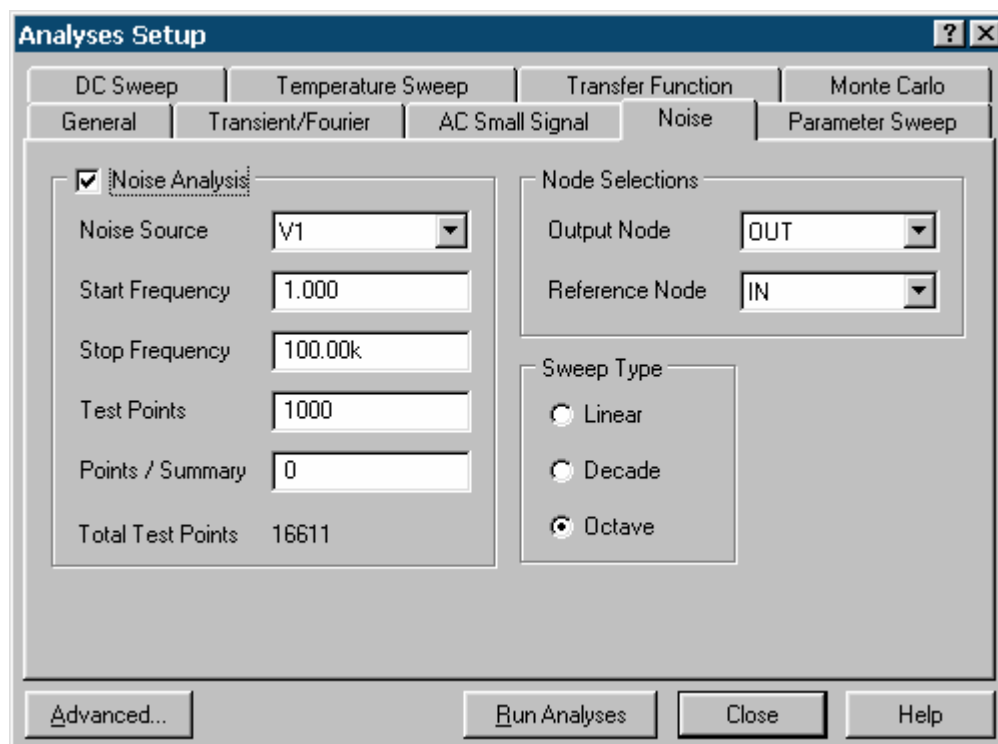 Analyses Setup
DC Sweep Temperature Sweep Transfer Function Monte Carlo
General Transient/Fourier AC Small Signal Noise Parameter Sweep
Noise Analysis
Noise Source V1
Start Frequency 1.000
Stop Frequency 100.00k
Test Points 1000
Points / Summary 0
Total Test Points 16611
Node Selections
Output Node OUT
Reference Node IN
Sweep Type
Linear
Decade
Octave
Advanced... Run Analyses Close Help